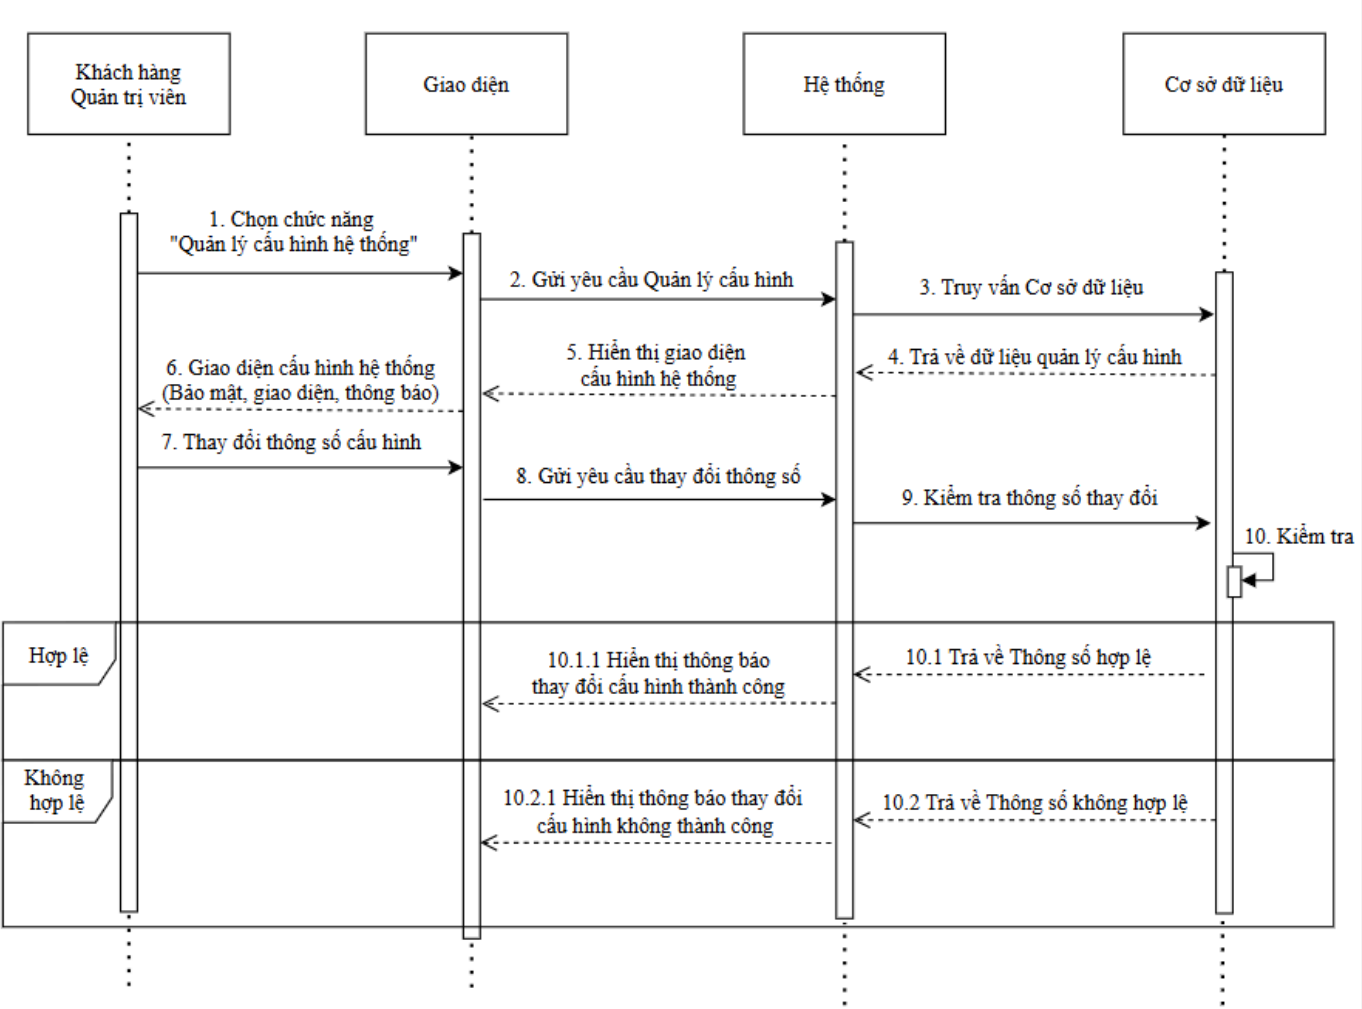 Khách hàng
Quản trị viên
Giao diện
Hệ thống
Cơ sở dữ liệu
1. Chọn chức năng
"Quản lý cấu hình hệ thống"
2. Gửi yêu cầu Quản lý cấu hình
3. Truy vấn Cơ sở dữ liệu
4. Trả về dữ liệu quản lý cấu hình
5. Hiển thị giao diện
cấu hình hệ thống
6. Giao diện cấu hình hệ thống
(Bảo mật, giao diện, thông báo)
7. Thay đổi thông số cấu hình
8. Gửi yêu cầu thay đổi thông số
9. Kiểm tra thông số thay đổi
10. Kiểm tra
Hợp lệ
10.1 Trả về Thông số hợp lệ
10.1.1 Hiển thị thông báo
thay đổi cấu hình thành công
Không
hợp lệ
10.2 Trả về Thông số không hợp lệ
10.2.1 Hiển thị thông báo thay đổi
cấu hình không thành công